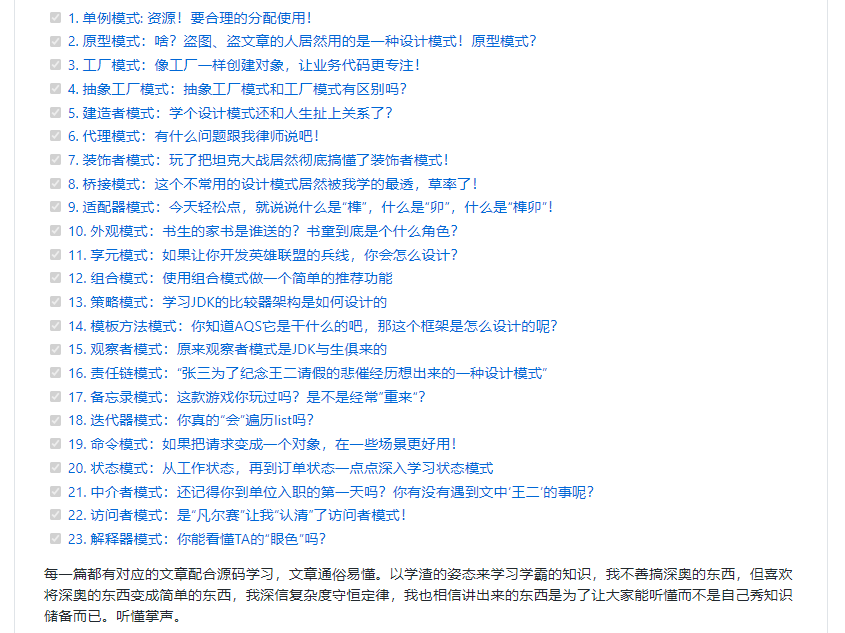 1. 单例模式: 资源！要合理的分配使用！
2. 原型模式：啥？盗图、盗文章的人居然用的是一种设计模式！原型模式？
3. 工厂模式：像工厂一样创建对象，让业务代码更专注！
4. 抽象工厂模式：抽象工厂模式和工厂模式有区别吗？
5. 建造者模式：学个设计模式还和人生扯上关系了？
6. 代理模式：有什么问题跟我律师说吧！
7. 装饰者模式：玩了把坦克大战居然彻底搞懂了装饰者模式！
8. 桥接模式：这个不常用的设计模式居然被我学的最透，草率了！
9. 适配器模式：今天轻松点，就说说什么是“榫”，什么是“卯”，什么是“榫卯”！
10. 外观模式：书生的家书是谁送的？书童到底是个什么角色？
11. 享元模式：如果让你开发英雄联盟的兵线，你会怎么设计？
12. 组合模式：使用组合模式做一个简单的推荐功能
13. 策略模式：学习JDK的比较器架构是如何设计的
14. 模板方法模式：你知道AQS它是干什么的吧，那这个框架是怎么设计的呢？
15. 观察者模式：原来观察者模式是JDK与生俱来的
16. 责任链模式：“张三为了纪念王二请假的悲催经历想出来的一种设计模式”
17. 备忘录模式：这款游戏你玩过吗？是不是经常”重来“？
18. 迭代器模式：你真的“会”遍历list吗？
19. 命令模式：如果把请求变成一个对象，在一些场景更好用！
20. 状态模式：从工作状态，再到订单状态一点点深入学习状态模式
21. 中介者模式：还记得你到单位入职的第一天吗？你有没有遇到文中‘王二’的事呢？
22. 访问者模式：是“凡尔赛”让我“认清”了访问者模式！
23. 解释器模式：你能看懂TA的“眼色”吗？
每一篇都有对应的文章配合源码学习，文章通俗易懂。以学渣的姿态来学习学霸的知识，我不善搞深奥的东西，但喜欢
将深奥的东西变成简单的东西，我深信复杂度守恒定律，我也相信讲出来的东西是为了让大家能听懂而不是自己秀知识
储备而已。听懂掌声。